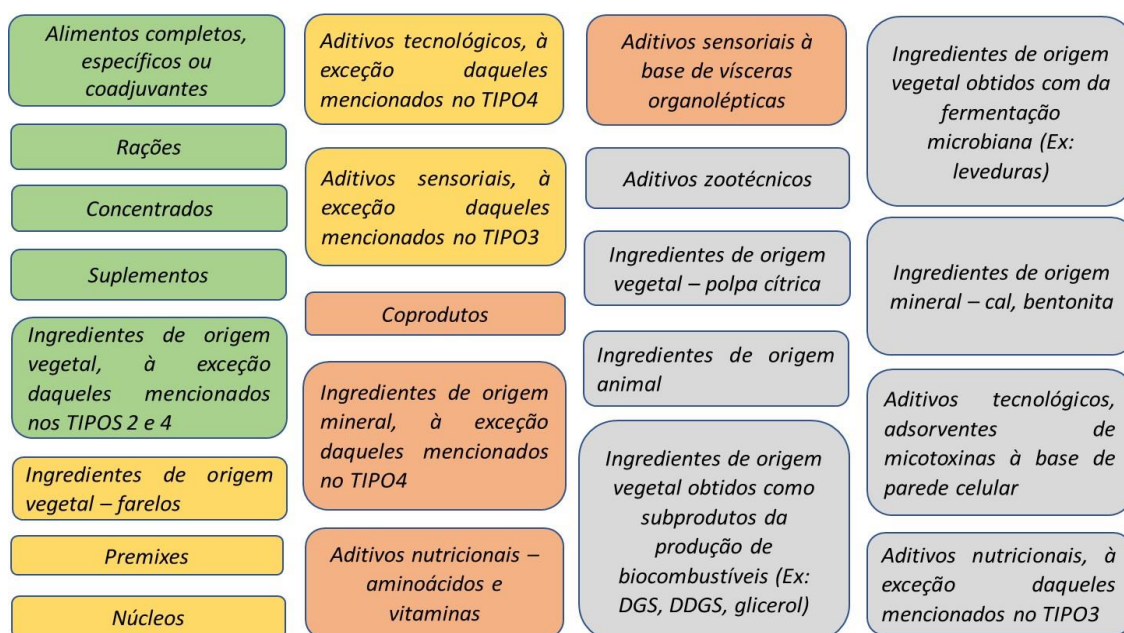 Alimentos completos,
específicos ou
coadjuvantes
Rações
Concentrados
Suplementos
Ingredientes de origem
vegetal, à exceção
daqueles mencionados
nos TIPOS 2 e 4
Ingredientes de origem
vegetal – farelos
Premixes
Núcleos
Aditivos tecnológicos, à
exceção daqueles
mencionados no TIPO4
Aditivos sensoriais, à
exceção daqueles
mencionados no TIPO3
Coprodutos
Ingredientes de origem
mineral, à exceção
daqueles mencionados
no TIPO4
Aditivos nutricionais –
aminoácidos e
vitaminas
Aditivos sensoriais à
base de vísceras
organolépticas
Aditivos zootécnicos
Ingredientes de origem
vegetal – polpa cítrica
Ingredientes de origem
animal
Ingredientes de origem
vegetal obtidos como
subprodutos da
produção de
biocombustíveis (Ex:
DGS, DDGS, glicerol)
Ingredientes de origem
vegetal obtidos com da
fermentação
microbiana (Ex:
leveduras)
Ingredientes de origem
mineral – cal, bentonita
Aditivos tecnológicos,
adsorventes de
micotoxinas à base de
parede celular
Aditivos nutricionais, à
exceção daqueles
mencionados no TIPO3